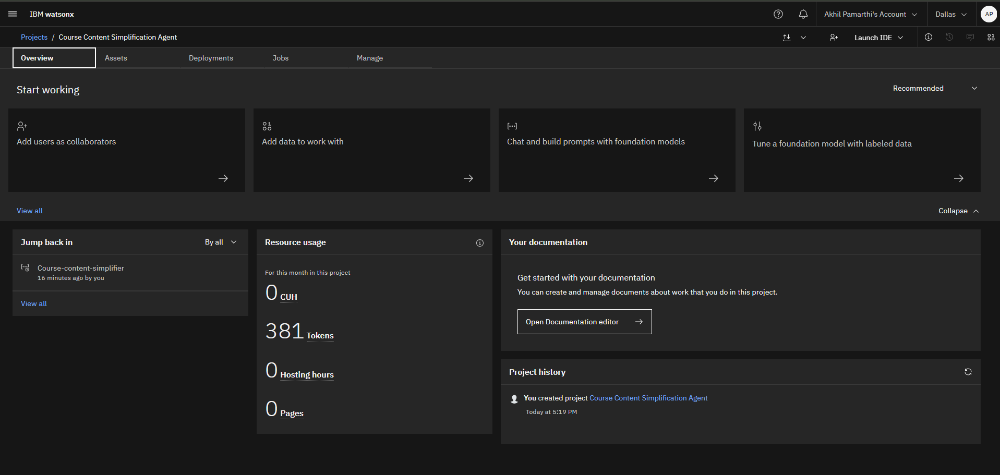 IBM watsonx
Akhil Pamarthi's Account
Dallas
AP
Projects / Course Content Simplification Agent
Launch IDE
Overview
Assets
Deployments
Jobs
Manage
Start working
Recommended
Add users as collaborators
Add data to work with
Chat and build prompts with foundation models
Tune a foundation model with labeled data
View all
Collapse
Jump back in
By all
Course-content-simplifier
16 minutes ago by you
View all
Resource usage
For this month in this project
0 CUH
381 Tokens
0 Hosting hours
0 Pages
Your documentation
Get started with your documentation
You can create and manage documents about work that you do in this project.
Open Documentation editor
Project history
You created project Course Content Simplification Agent
Today at 5:19 PM